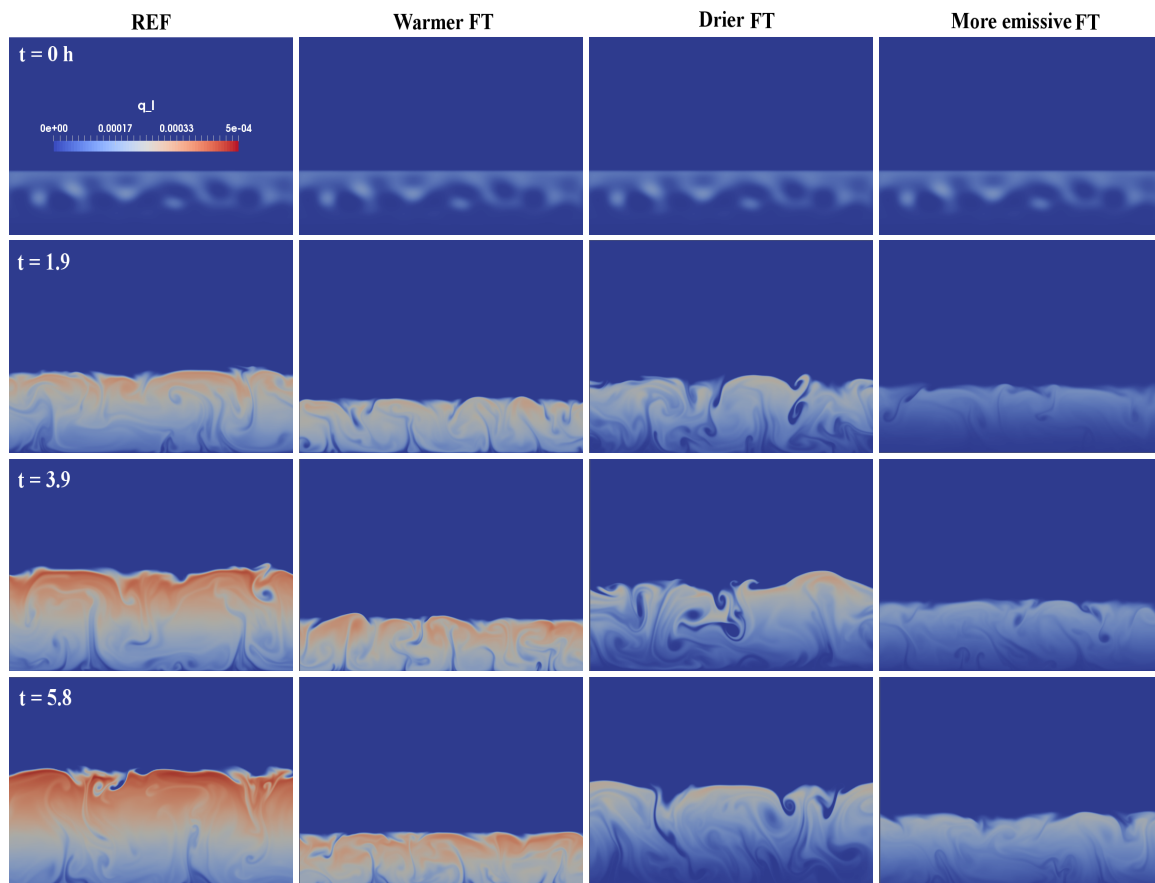 REF Warmer FT Drier FT More emissive FT
t = 0 h
q_l
0e+00 0.00017 0.00033 5e-04
t = 1.9
t = 3.9
t = 5.8